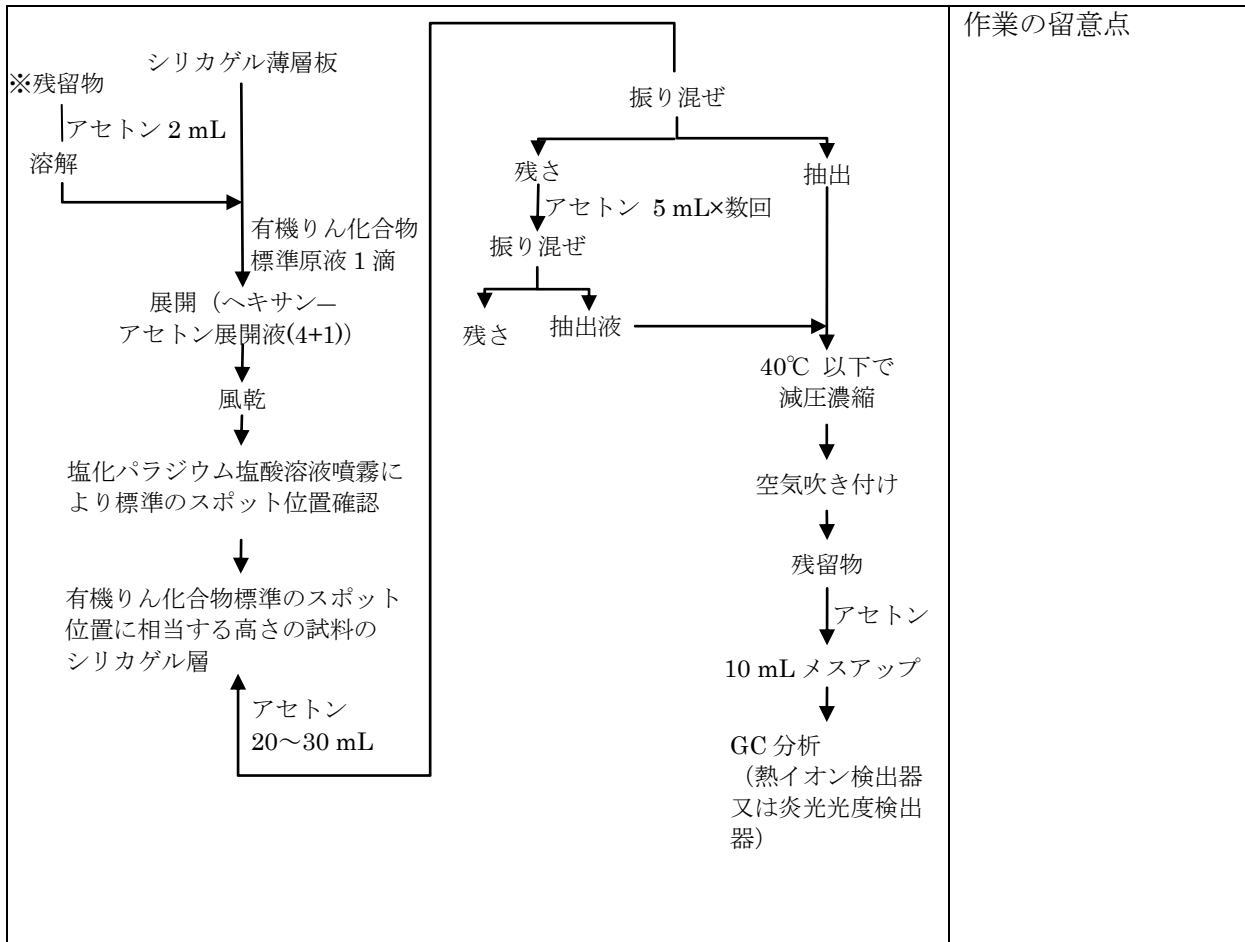 作業の留意点
シリカゲル薄層板
※残留物
アセトン 2 mL
溶解
有機りん化合物
標準原液 1 滴
展開（ヘキサン―
アセトン展開液(4+1)）
風乾
塩化パラジウム塩酸溶液噴霧に
より標準のスポット位置確認
有機りん化合物標準のスポット
位置に相当する高さの試料の
シリカゲル層
アセトン
20～30 mL
振り混ぜ
残さ
抽出
アセトン 5 mL×数回
振り混ぜ
残さ
抽出液
40℃ 以下で
減圧濃縮
空気吹き付け
残留物
アセトン
10 mL メスアップ
GC 分析
（熱イオン検出器
又は炎光光度検出
器）